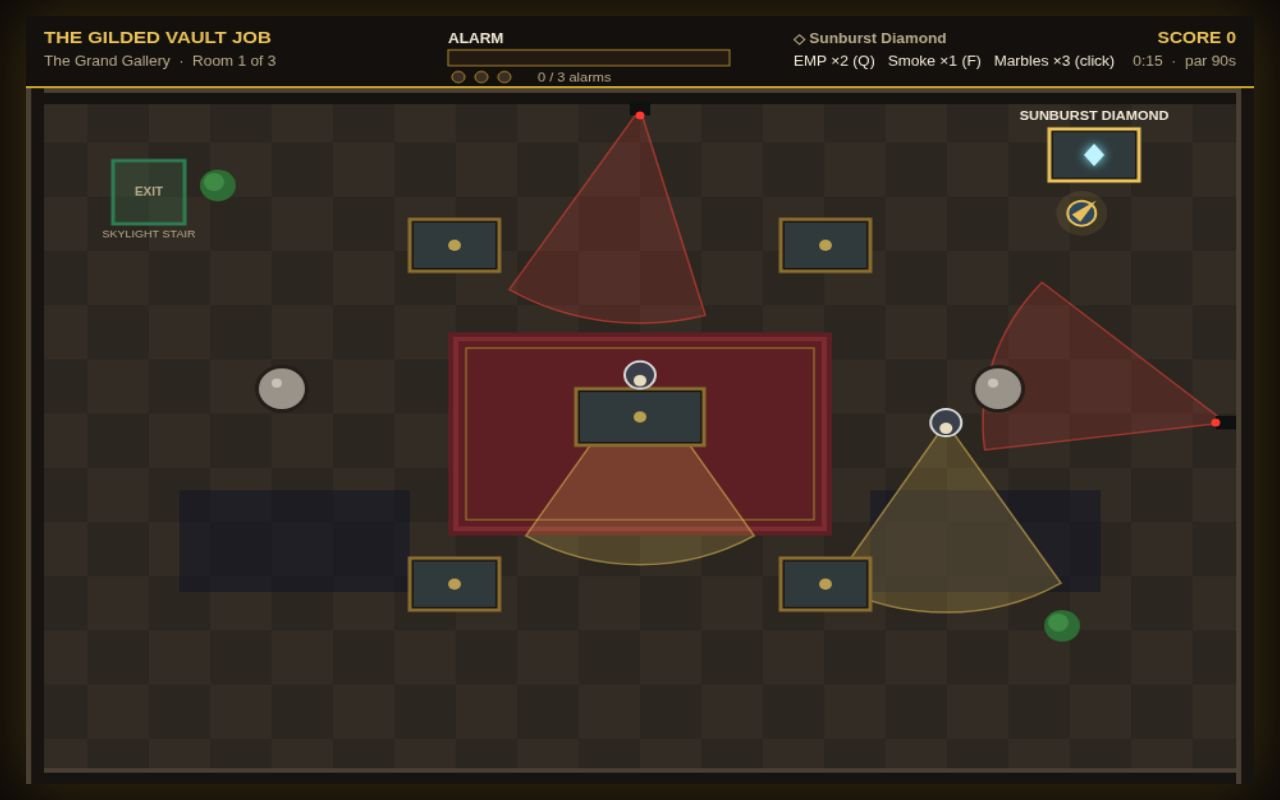 THE GILDED VAULT JOB
The Grand Gallery · Room 1 of 3
ALARM
0 / 3 alarms
◇ Sunburst Diamond
SCORE 0
EMP ×2 (Q) Smoke ×1 (F) Marbles ×3 (click) 0:15 · par 90s
SUNBURST DIAMOND
EXIT
SKYLIGHT STAIR